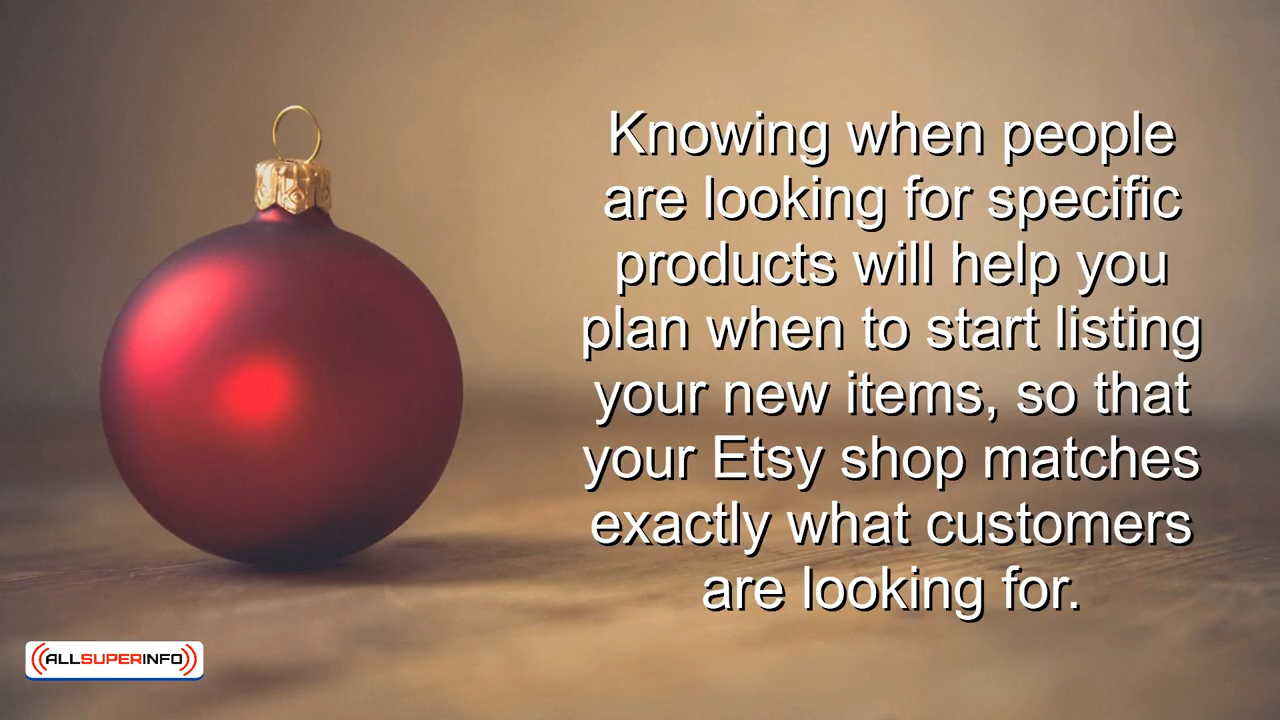 Knowing when people
are looking for specific
products will help you
plan when to start listing
your new items, so that
your Etsy shop matches
exactly what customers
are looking for.
ALLSUPERINFO